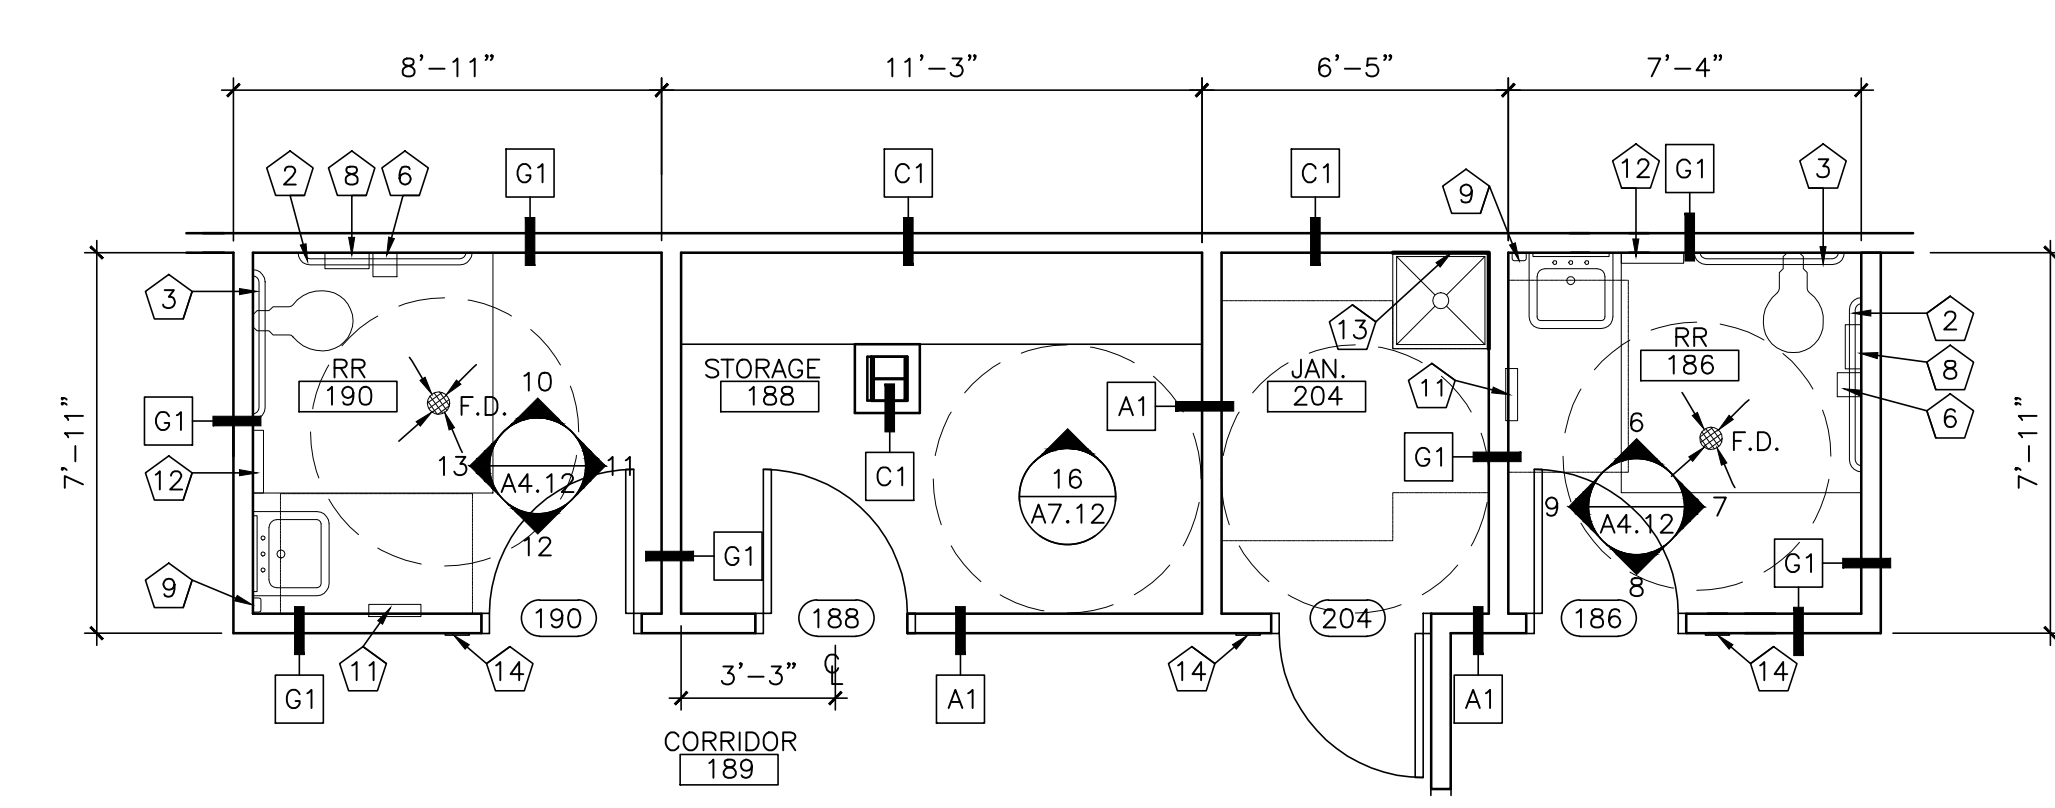 8'-11" 11'-3" 6'-5" 7'-4"
2 8 6 G1 C1 C1 9 12 G1 3
3 13 2
RR STORAGE JAN. RR
190 188 204 186
8
11
10
F.D. A1 6
G1 6 F.D.
7'-11" 7'-11"
13 11 G1
12 A4.12 C1 16
A7.12 9 A4.12 7
12
G1 G1
9 8
190 188 204 186
11 14 3'-3" CL 14 14
G1 A1 A1
CORRIDOR
189